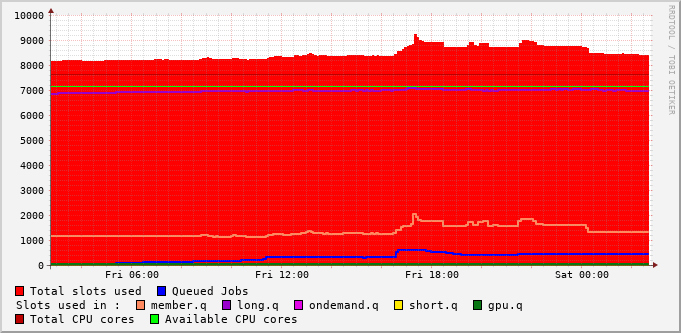 10000
9000
8000
7000
6000
5000
4000
3000
2000
1000
0
Fri 06:00 Fri 12:00 Fri 18:00 Sat 00:00
RRDTOOL / TOBI OETIKER
Total slots used Queued Jobs
Slots used in : member.q long.q ondemand.q short.q gpu.q
Total CPU cores Available CPU cores